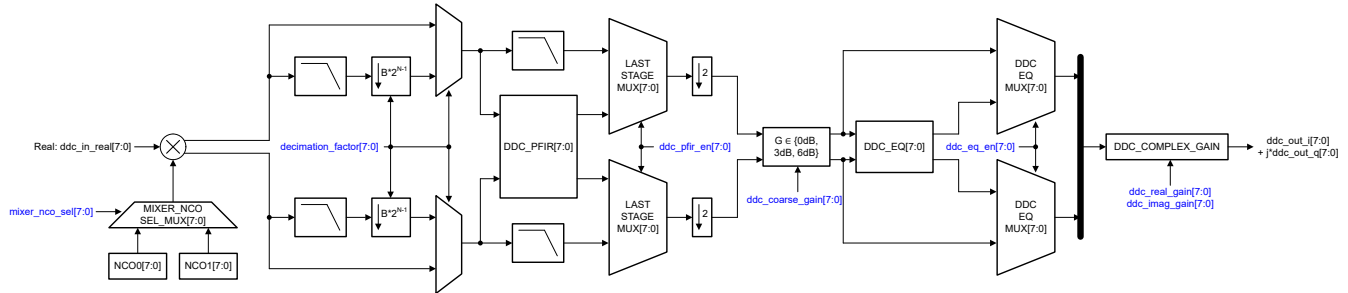 Real: ddc_in_real[7:0]
mixer_nco_sel[7:0]
MIXER_NCO
SEL_MUX[7:0]
NCO0[7:0]
NCO1[7:0]
B*2N-1
decimation_factor[7:0]
B*2N-1
DDC_PFIR[7:0]
LAST
STAGE
MUX[7:0]
2
ddc_pfir_en[7:0]
LAST
STAGE
MUX[7:0]
2
G ∈ {0dB,
3dB, 6dB}
ddc_coarse_gain[7:0]
DDC_EQ[7:0]
DDC
EQ
MUX[7:0]
ddc_eq_en[7:0]
DDC
EQ
MUX[7:0]
DDC_COMPLEX_GAIN
ddc_real_gain[7:0]
ddc_imag_gain[7:0]
ddc_out_i[7:0]
+ j*ddc_out_q[7:0]